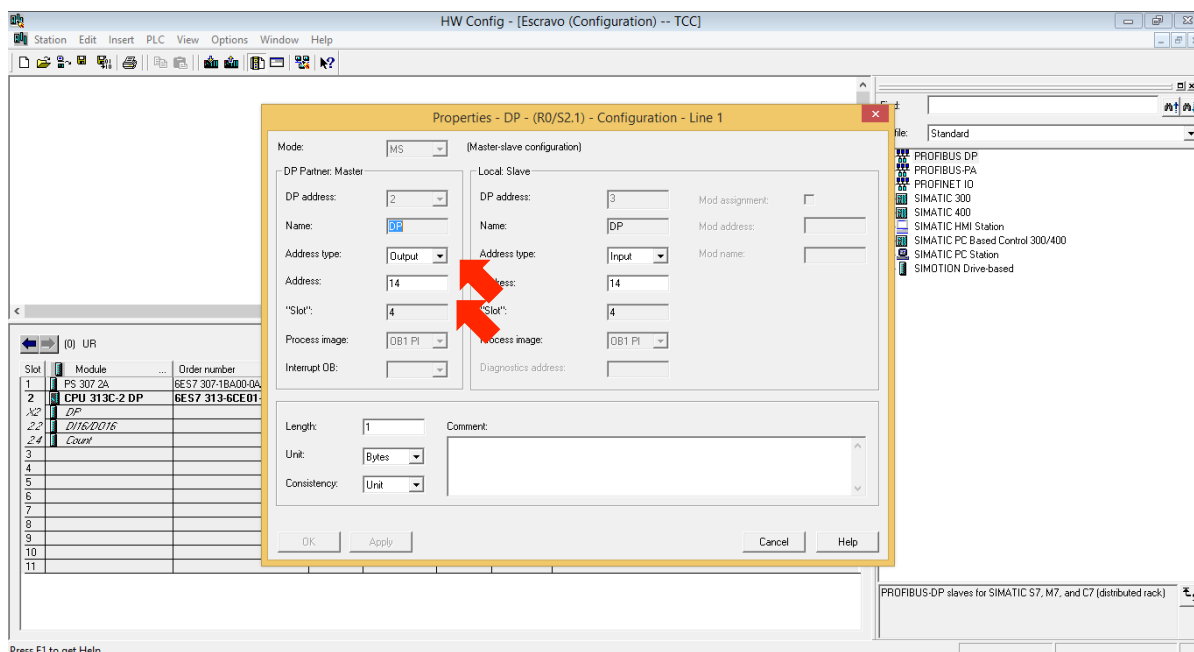 HW Config - [Escravo (Configuration) -- TCC]
Station Edit Insert PLC View Options Window Help
Properties - DP - (R0/S2.1) - Configuration - Line 1
Mode: MS (Master-slave configuration)
DP Partner: Master Local: Slave
DP address: 2 DP address: 3 Mod assignment:
Name: DP Name: DP Mod address:
Address type: Output Address type: Input Mod name:
Address: 14 14
"Slot": 4 "Slot": 4
Process image: OB1 PI Process image: OB1 PI
Interrupt OB: Diagnostics address:
Length: 1 Comment:
Unit: Bytes
Consistency: Unit
OK Apply Cancel Help
Standard
PROFIBUS DP
PROFIBUS-PA
PROFINET IO
SIMATIC 300
SIMATIC 400
SIMATIC HMI Station
SIMATIC PC Based Control 300/400
SIMATIC PC Station
SIMOTION Drive-based
(0) UR
Slot Module ... Order number
1 PS 307 2A 6ES7 307-1BA00-0A
2 CPU 313C-2 DP 6ES7 313-6CE01-
X2 DP
2.2 DI16/DO16
2.4 Count
3
4
5
6
7
8
9
10
11
PROFIBUS-DP slaves for SIMATIC S7, M7, and C7 (distributed rack)
Press F1 to get Help.